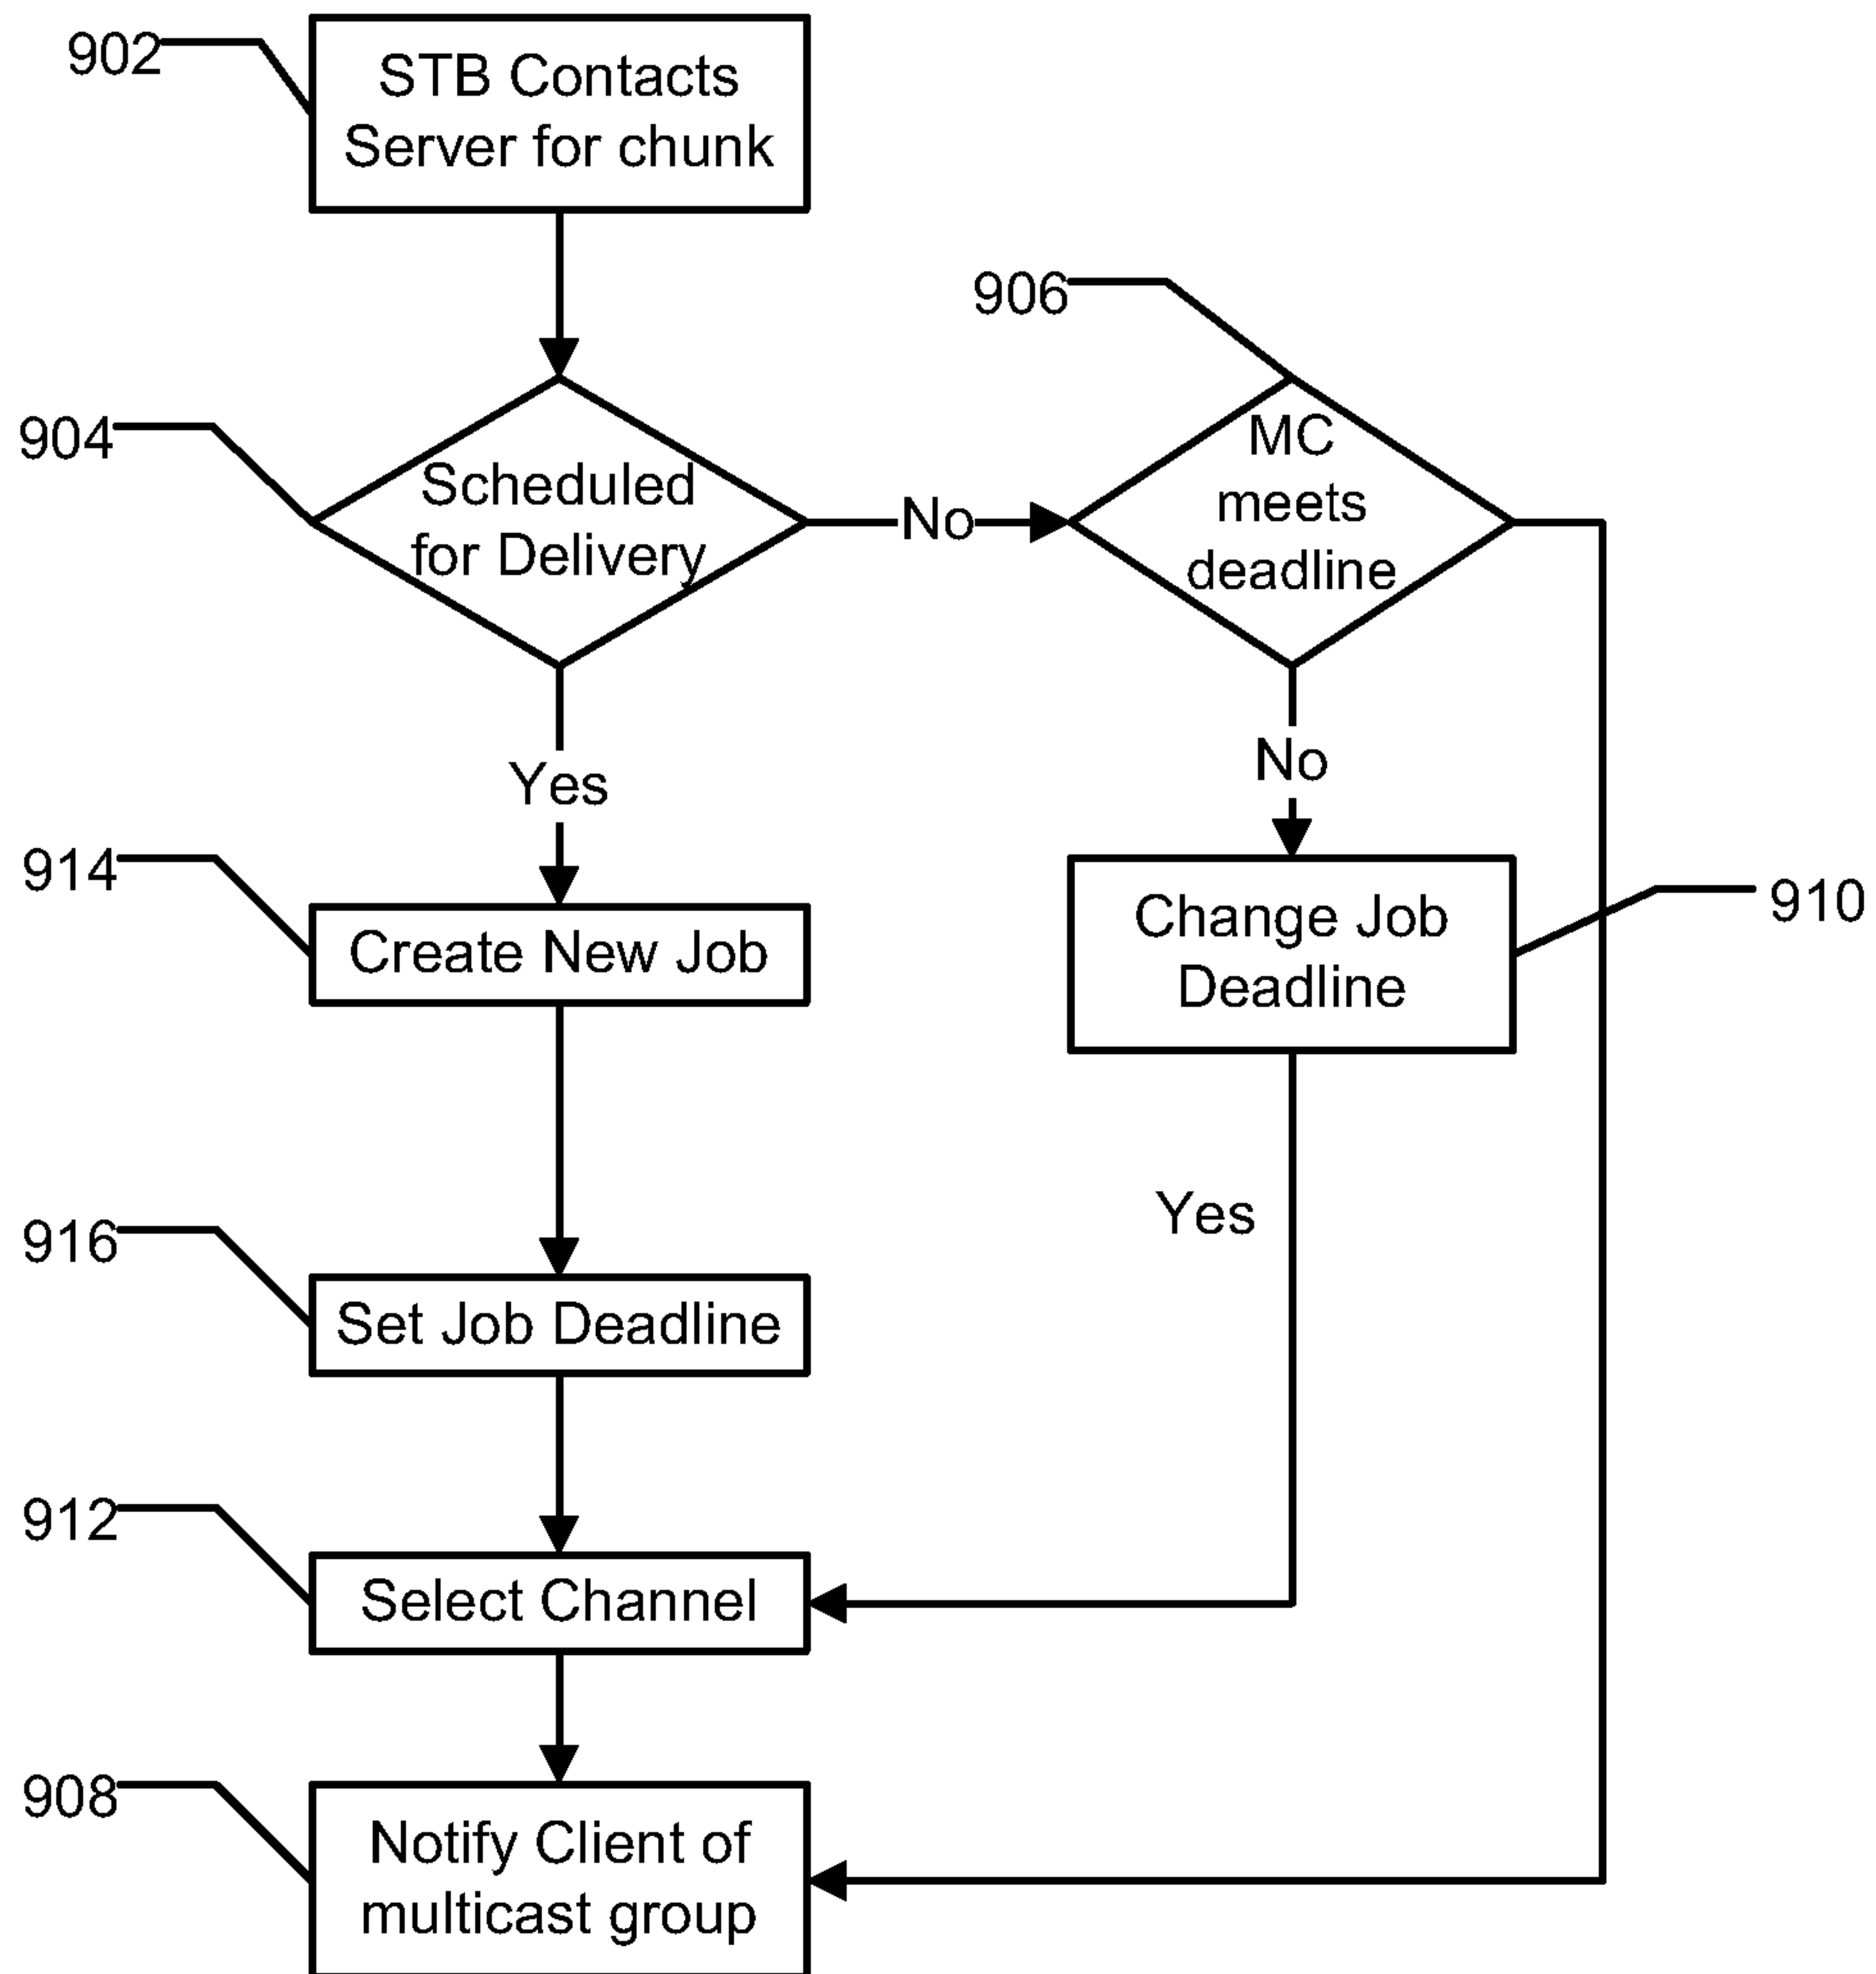 902
STB Contacts
Server for chunk
906
904
Scheduled
for Delivery
No
MC
meets
deadline
Yes
No
914
Create New Job
Change Job
Deadline
910
Yes
916
Set Job Deadline
912
Select Channel
908
Notify Client of
multicast group